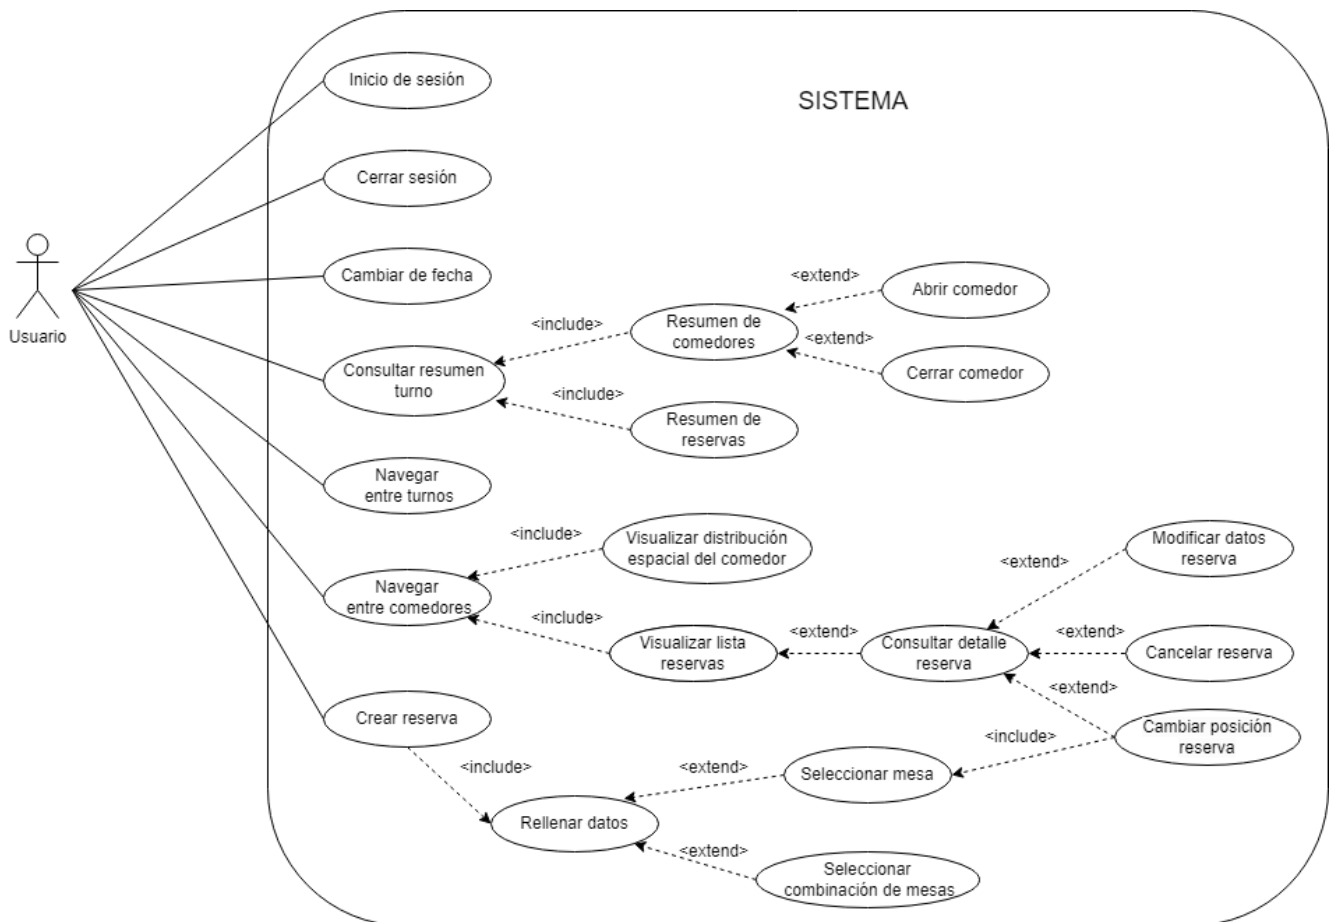 Inicio de sesión
SISTEMA
Cerrar sesión
Usuario
Cambiar de fecha
<extend>
Abrir comedor
<include>
Resumen de
comedores
<extend>
Cerrar comedor
Consultar resumen
turno
<include>
Resumen de
reservas
Navegar
entre turnos
<include>
Visualizar distribución
espacial del comedor
<extend>
Modificar datos
reserva
Navegar
entre comedores
<include>
Visualizar lista
reservas
<extend>
Consultar detalle
reserva
<extend>
Cancelar reserva
<extend>
Cambiar posición
reserva
Crear reserva
<include>
<extend>
Seleccionar mesa
<include>
Rellenar datos
<extend>
Seleccionar
combinación de mesas